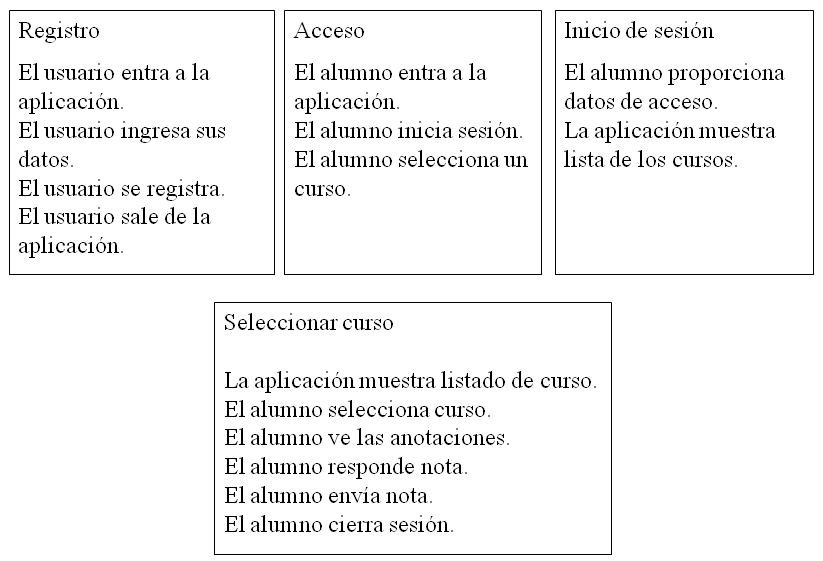 Registro
El usuario entra a la
aplicación.
El usuario ingresa sus
datos.
El usuario se registra.
El usuario sale de la
aplicación.
Acceso
El alumno entra a la
aplicación.
El alumno inicia sesión.
El alumno selecciona un
curso.
Inicio de sesión
El alumno proporciona
datos de acceso.
La aplicación muestra
lista de los cursos.
Seleccionar curso
La aplicación muestra listado de curso.
El alumno selecciona curso.
El alumno ve las anotaciones.
El alumno responde nota.
El alumno envía nota.
El alumno cierra sesión.